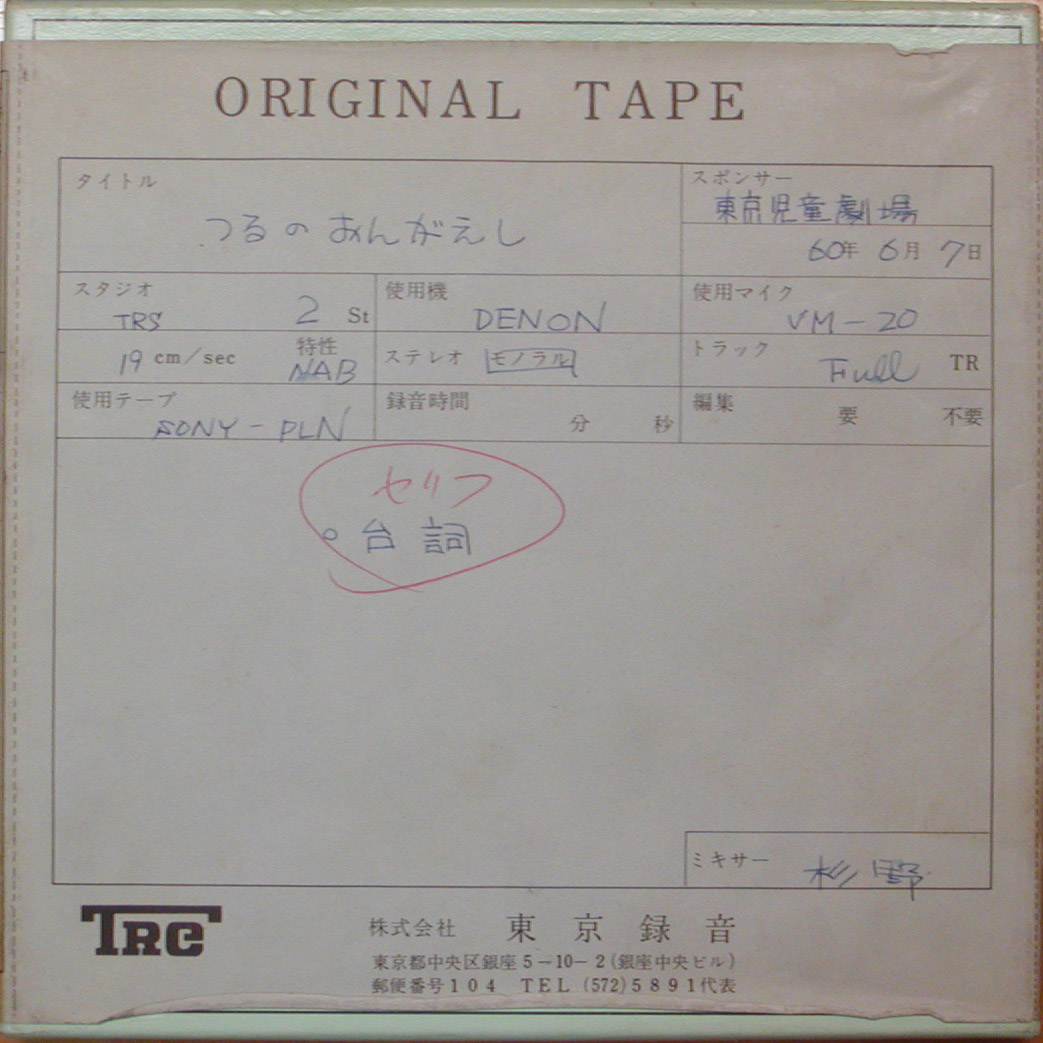 ORIGINAL TAPE
タイトル
つるのおんがえし
スポンサー
東京児童劇場
60年 6月 7日
スタジオ
TRS 2 St
使用機
DENON
使用マイク
VM-20
19 cm/sec 特性 NAB
ステレオ モノラル
トラック Full TR
使用テープ
SONY-PLN
録音時間
分 秒
編集 要 不要
セリフ
○台詞
ミキサー 杉野
TRC
株式会社 東京録音
東京都中央区銀座5-10-2(銀座中央ビル)
郵便番号104 TEL (572)5891代表